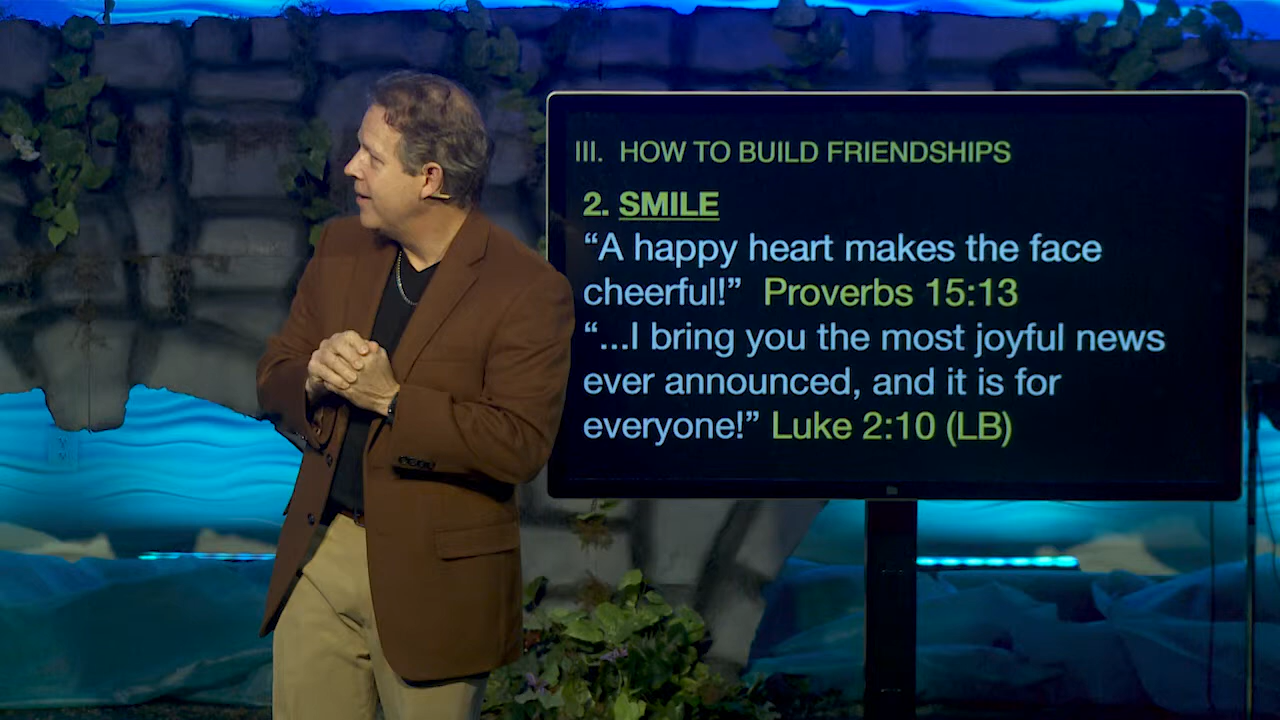 III. HOW TO BUILD FRIENDSHIPS
2. SMILE
“A happy heart makes the face
cheerful!” Proverbs 15:13
“...I bring you the most joyful news
ever announced, and it is for
everyone!” Luke 2:10 (LB)